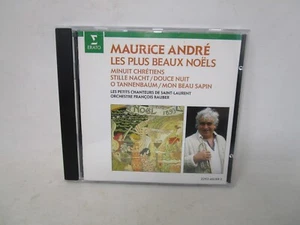 ERATO
MAURICE ANDRÉ
LES PLUS BEAUX NOËLS
MINUIT CHRÉTIENS
STILLE NACHT/DOUCE NUIT
O TANNENBAUM/MON BEAU SAPIN
LES PETITS CHANTEURS DE SAINT-LAURENT
ORCHESTRE FRANÇOIS RAUBER
NOËL